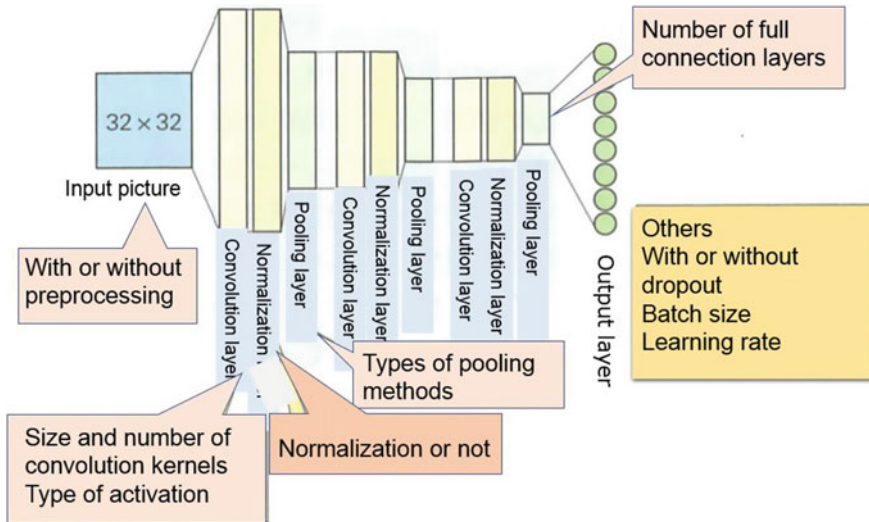 Number of full
connection layers
32 × 32
Input picture
With or without
preprocessing
Convolution layer
Normalization
Pooling layer
Convolution layer
Normalization layer
Pooling layer
Convolution layer
Normalization layer
Pooling layer
Output layer
Others
With or without
dropout
Batch size
Learning rate
Types of pooling
methods
Size and number of
convolution kernels
Type of activation
Normalization or not